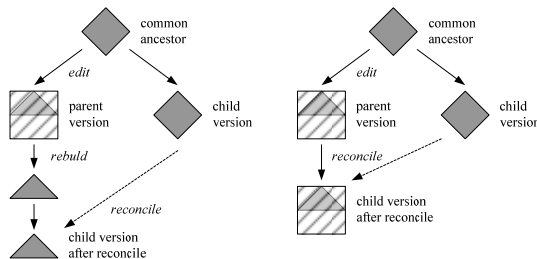 common
ancestor
edit
parent
version
child
version
rebuld
reconcile
child version
after reconcile
common
ancestor
edit
parent
version
child
version
reconcile
child version
after reconcile